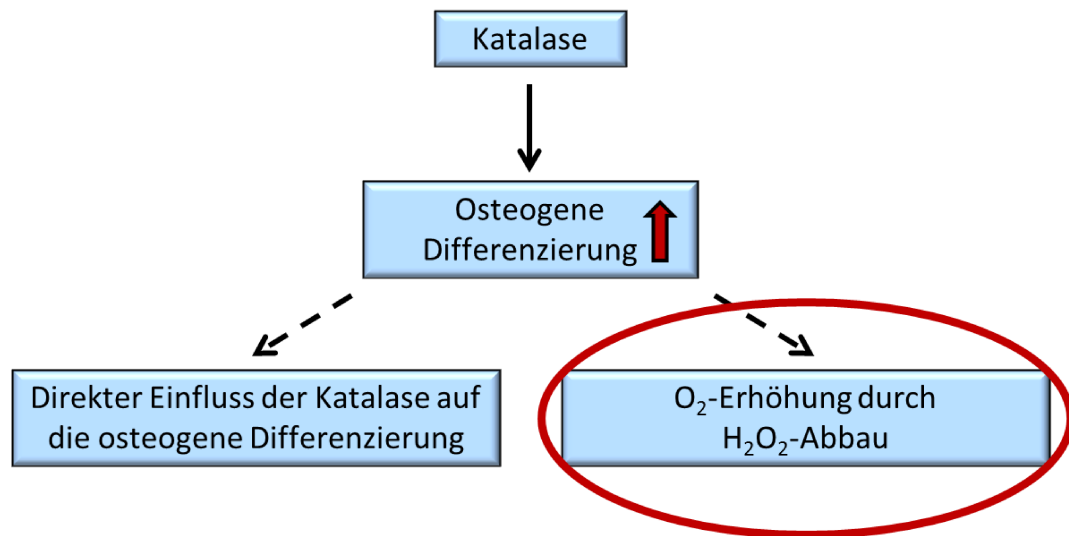 Katalase
Osteogene
Differenzierung
Direkter Einfluss der Katalase auf
die osteogene Differenzierung
O₂-Erhöhung durch
H₂O₂-Abbau